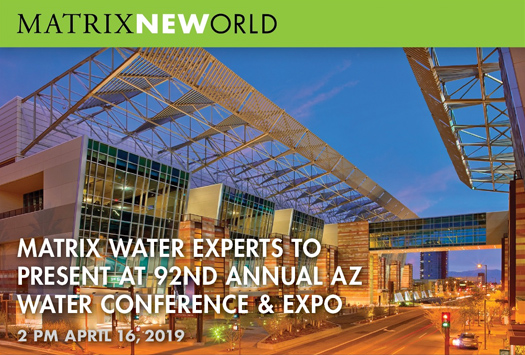 MATRIXNEWORLD
MATRIX WATER EXPERTS TO
PRESENT AT 92ND ANNUAL AZ
WATER CONFERENCE & EXPO
2 PM APRIL 16, 2019